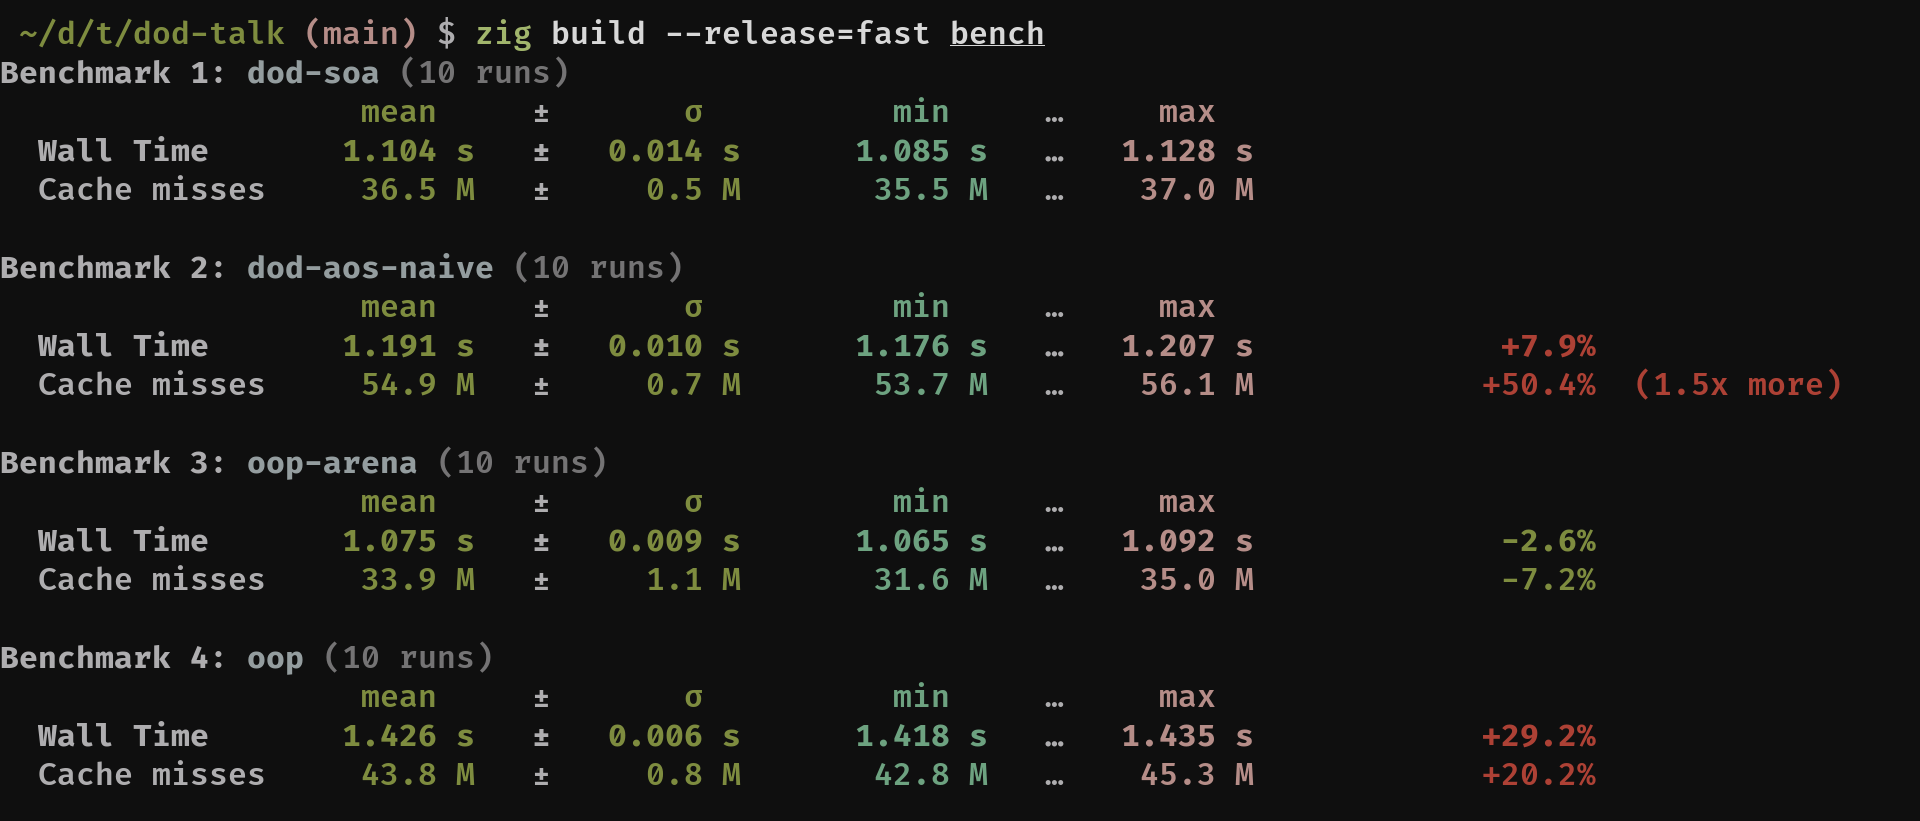 ~/d/t/dod-talk (main) $ zig build --release=fast bench
Benchmark 1: dod-soa (10 runs)
mean ± σ min … max
Wall Time 1.104 s ± 0.014 s 1.085 s … 1.128 s
Cache misses 36.5 M ± 0.5 M 35.5 M … 37.0 M
Benchmark 2: dod-aos-naive (10 runs)
mean ± σ min … max
Wall Time 1.191 s ± 0.010 s 1.176 s … 1.207 s +7.9%
Cache misses 54.9 M ± 0.7 M 53.7 M … 56.1 M +50.4% (1.5x more)
Benchmark 3: oop-arena (10 runs)
mean ± σ min … max
Wall Time 1.075 s ± 0.009 s 1.065 s … 1.092 s -2.6%
Cache misses 33.9 M ± 1.1 M 31.6 M … 35.0 M -7.2%
Benchmark 4: oop (10 runs)
mean ± σ min … max
Wall Time 1.426 s ± 0.006 s 1.418 s … 1.435 s +29.2%
Cache misses 43.8 M ± 0.8 M 42.8 M … 45.3 M +20.2%